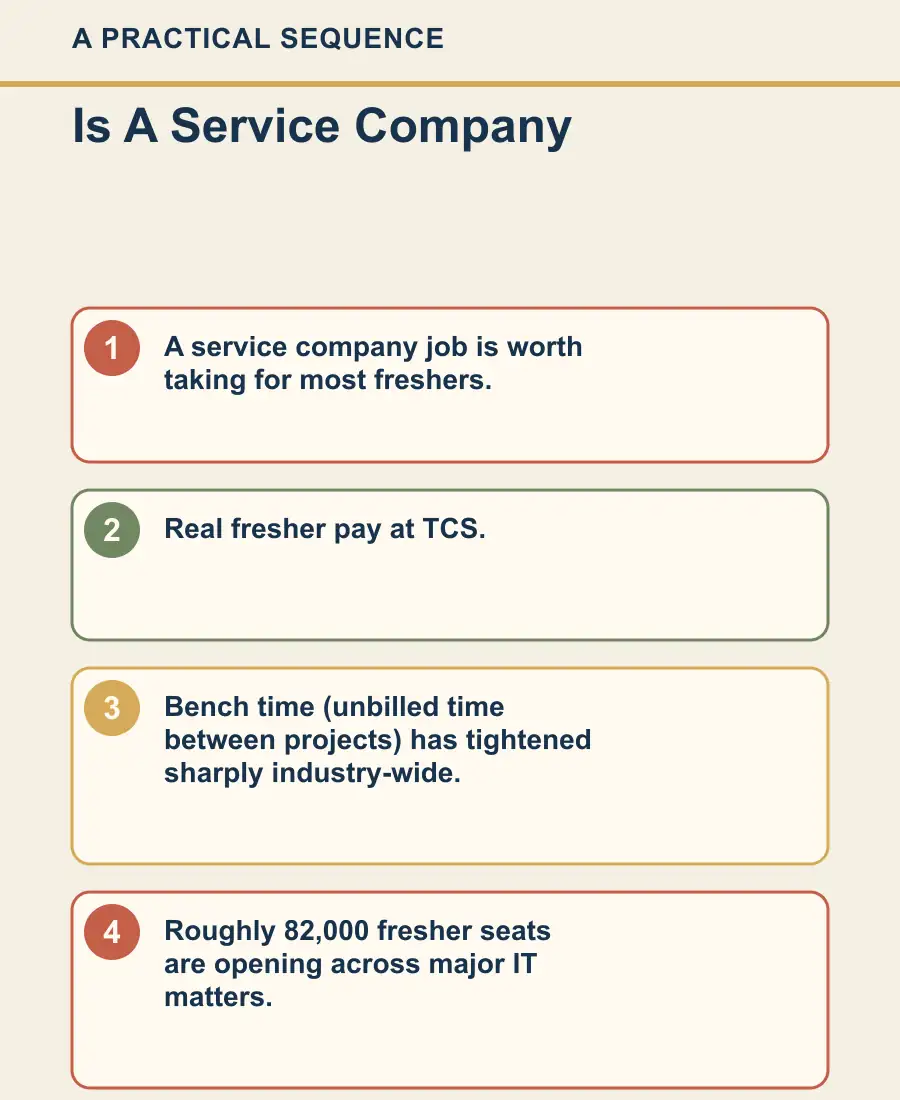 A PRACTICAL SEQUENCE
Is A Service Company
1
A service company job is worth
taking for most freshers.
2
Real fresher pay at TCS.
3
Bench time (unbilled time
between projects) has tightened
sharply industry-wide.
4
Roughly 82,000 fresher seats
are opening across major IT
matters.